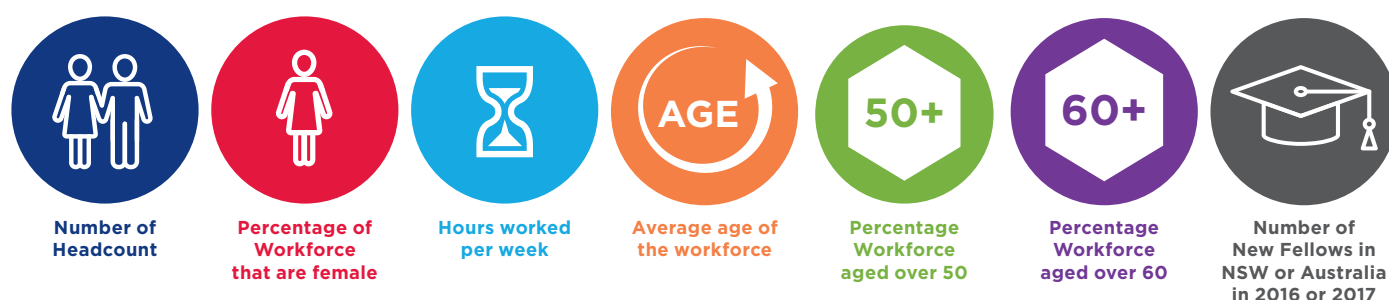 AGE
50+
60+
Number of
Headcount
Percentage of
Workforce
that are female
Hours worked
per week
Average age of
the workforce
Percentage
Workforce
aged over 50
Percentage
Workforce
aged over 60
Number of
New Fellows in
NSW or Australia
in 2016 or 2017